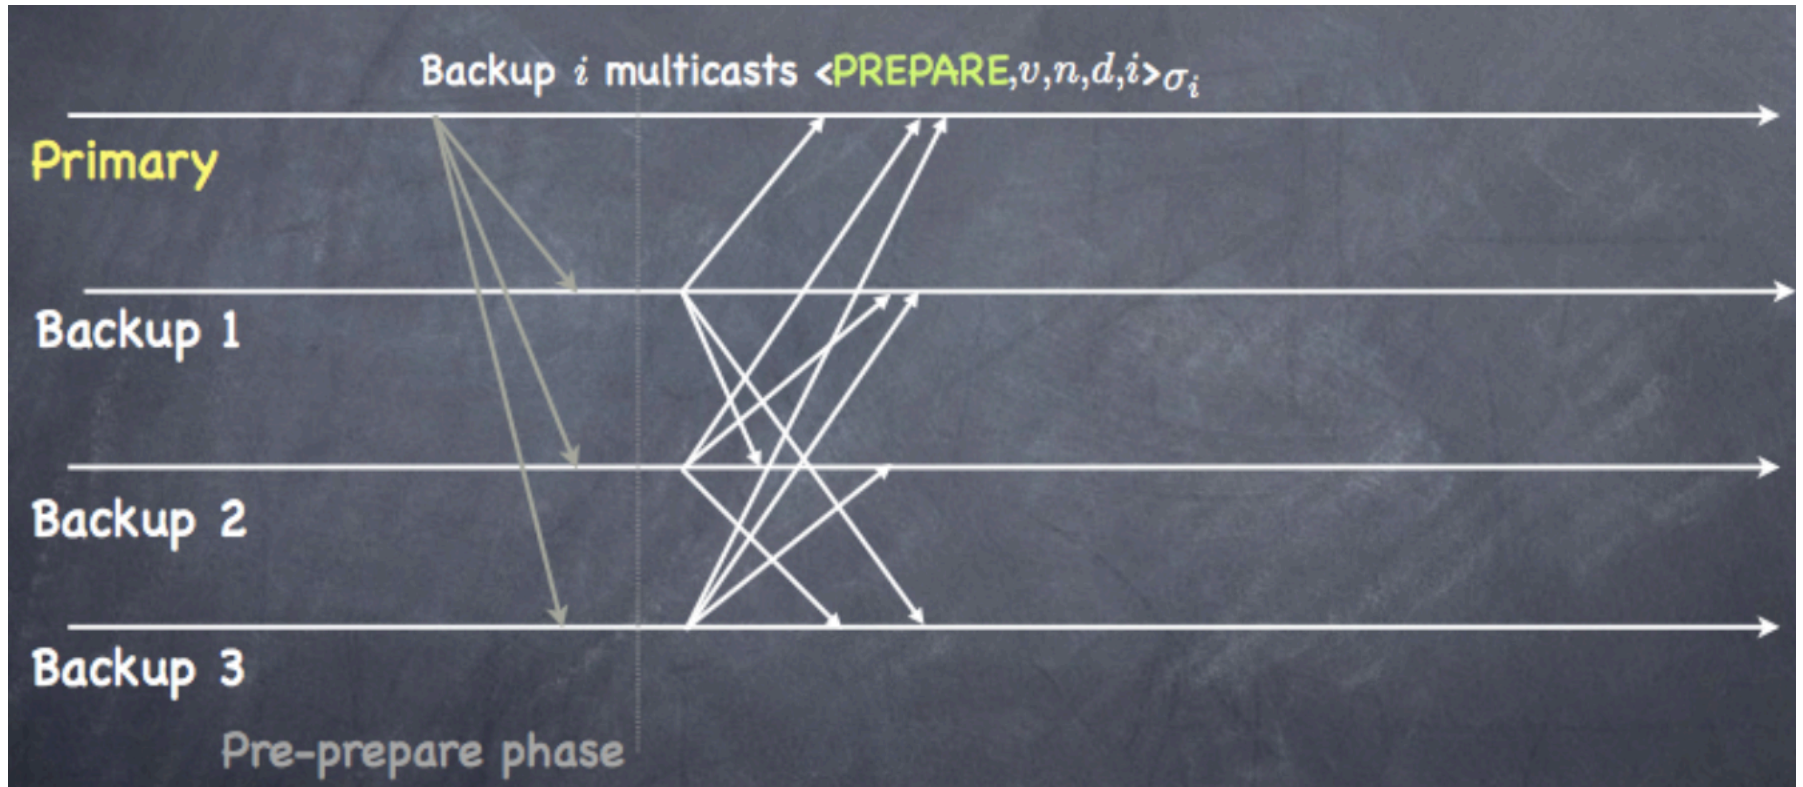 Backup i multicasts <PREPARE,v,n,d,i>σᵢ
Primary
Backup 1
Backup 2
Backup 3
Pre-prepare phase